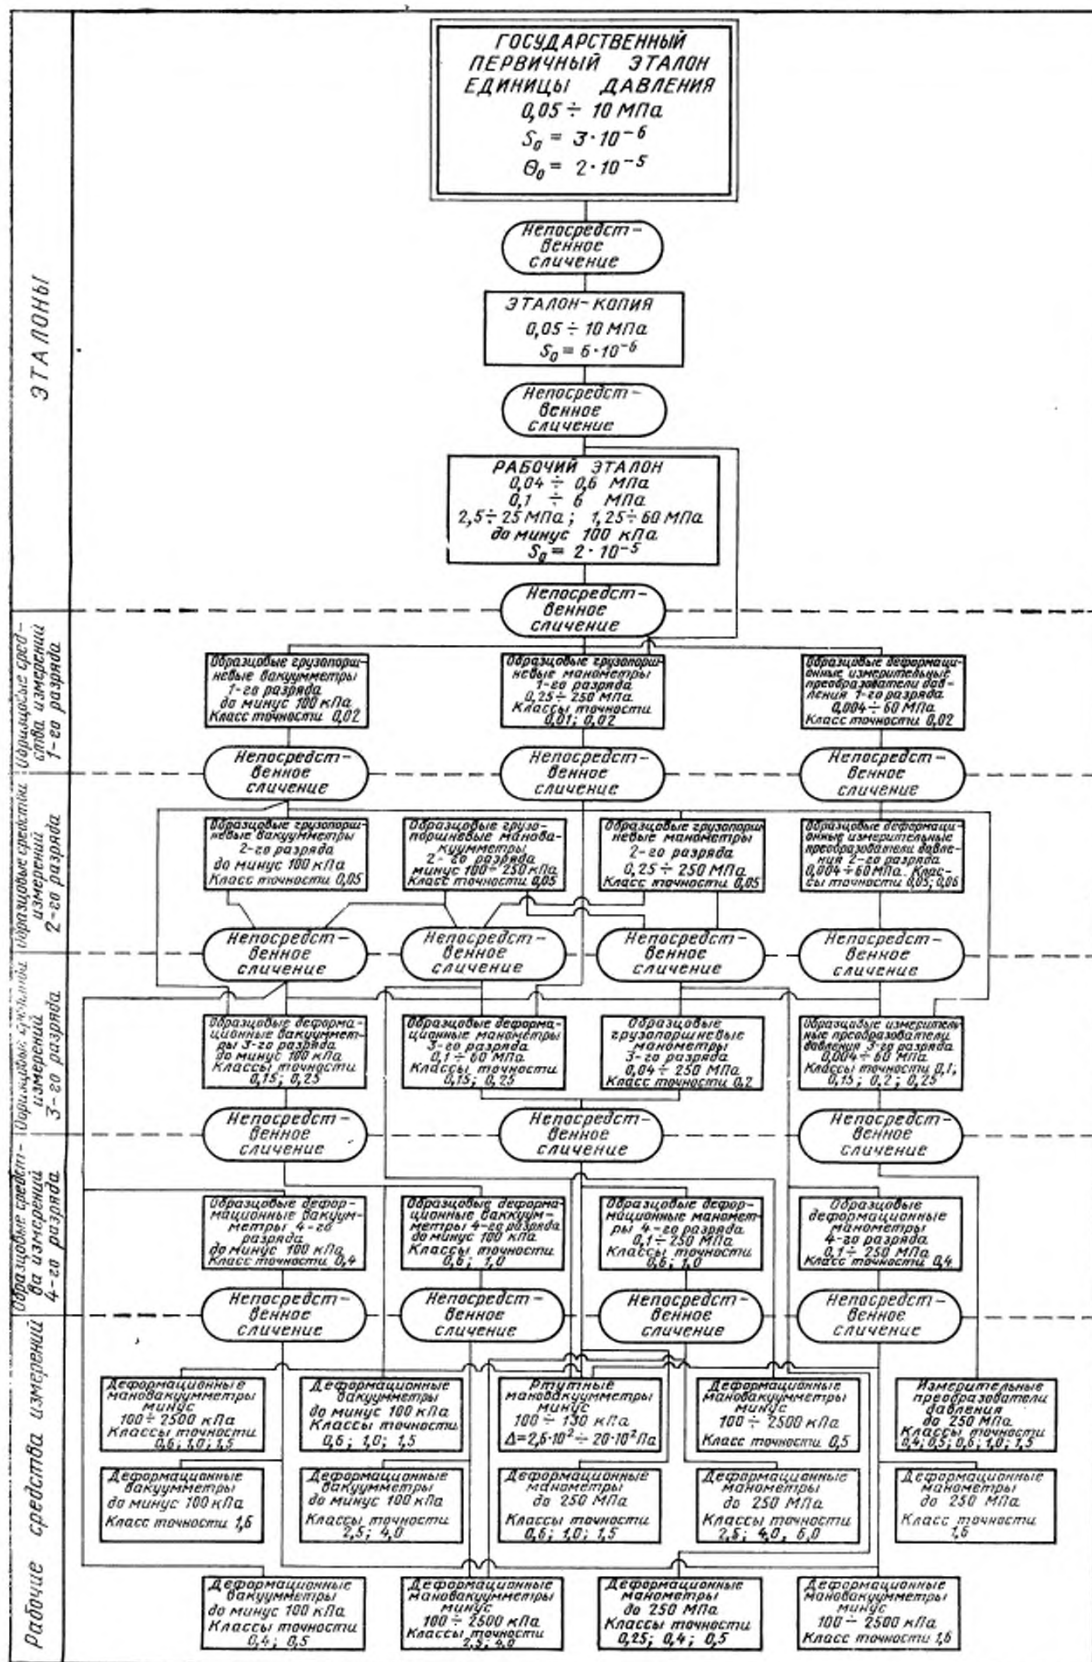 ГОСУДАРСТВЕННЫЙ
ПЕРВИЧНЫЙ ЭТАЛОН
ЕДИНИЦЫ ДАВЛЕНИЯ
0,05 ÷ 10 МПа
S₀ = 3·10⁻⁶
Θ₀ = 2·10⁻⁵
Непосредст-
венное
сличение
ЭТАЛОН-КОПИЯ
0,05 ÷ 10 МПа
S₀ = 6·10⁻⁶
Непосредст-
венное
сличение
РАБОЧИЙ ЭТАЛОН
0,04 ÷ 0,6 МПа
0,1 ÷ 6 МПа
2,5 ÷ 25 МПа; 1,25 ÷ 60 МПа
до минус 100 кПа
S₀ = 2·10⁻⁵
Непосредст-
венное
сличение
ЭТАЛОНЫ
Образцовые сред-
ства измерений
1-го разряда
Образцовые грузопорш-
невые вакуумметры
1-го разряда
до минус 100 кПа
Класс точности 0,02
Образцовые грузопорш-
невые манометры
1-го разряда
0,25 ÷ 250 МПа
Классы точности
0,01; 0,02
Образцовые деформаци-
онные измерительные
преобразователи дав-
ления 1-го разряда
0,004 ÷ 60 МПа
Класс точности 0,02
Непосредст-
венное
сличение
Непосредст-
венное
сличение
Непосредст-
венное
сличение
Образцовые средства
измерений
2-го разряда
Образцовые грузопорш-
невые вакуумметры
2-го разряда
до минус 100 кПа
Класс точности 0,05
Образцовые грузо-
поршневые манова-
куумметры
2-го разряда
минус 100 ÷ 250 кПа
Класс точности 0,05
Образцовые грузопорш-
невые манометры
2-го разряда
0,25 ÷ 250 МПа
Класс точности 0,05
Образцовые деформаци-
онные измерительные
преобразователи давле-
ния 2-го разряда
0,004 ÷ 60 МПа. Клас-
сы точности 0,05; 0,06
Непосредст-
венное
сличение
Непосредст-
венное
сличение
Непосредст-
венное
сличение
Непосредст-
венное
сличение
измерений
3-го разряда
Образцовые деформа-
ционные вакуумме-
тры 3-го разряда
до минус 100 кПа
Классы точности
0,15; 0,25
Образцовые деформа-
ционные манометры
3-го разряда
0,1 ÷ 60 МПа
Классы точности
0,15; 0,25
Образцовые
грузопоршневые
манометры
3-го разряда
0,04 ÷ 250 МПа
Класс точности 0,2
Образцовые измеритель-
ные преобразователи
давления 3-го разряда
0,004 ÷ 60 МПа
Классы точности 0,1;
0,15; 0,2; 0,25
Непосредст-
венное
сличение
Непосредст-
венное
сличение
Непосредст-
венное
сличение
Образцовые средст-
ва измерений
4-го разряда
Образцовые дефор-
мационные вакуум-
метры 4-го
разряда
до минус 100 кПа
Класс точности 0,4
Образцовые деформа-
ционные ваккуум-
метры 4-го разряда
до минус 100 кПа
Классы точности
0,6; 1,0
Образцовые дефор-
мационные маномет-
ры 4-го разряда
0,1 ÷ 250 МПа
Классы точности
0,6; 1,0
Образцовые
деформационные
манометры
4-го разряда
0,1 ÷ 250 МПа
Класс точности 0,4
Непосредст-
венное
сличение
Непосредст-
венное
сличение
Непосредст-
венное
сличение
Непосредст-
венное
сличение
Рабочие средства измерений
Деформационные
мановакуумметры
минус
100 ÷ 2500 кПа
Классы точности
0,6; 1,0; 1,5
Деформационные
вакуумметры
до минус 100 кПа
Классы точности
0,6; 1,0; 1,5
Ртутные
мановакуумметры
минус
100 ÷ 130 кПа
Δ=2,6·10² ÷ 20·10² Па
Деформационные
мановакуумметры
минус
100 ÷ 2500 кПа
Класс точности 0,5
Измерительные
преобразователи
давления
до 250 МПа
Классы точности
0,4; 0,5; 0,6; 1,0; 1,5
Деформационные
вакуумметры
до минус 100 кПа
Класс точности 1,6
Деформационные
вакуумметры
до минус 100 кПа
Классы точности
2,5; 4,0
Деформационные
манометры
до 250 МПа
Классы точности
0,6; 1,0; 1,5
Деформационные
манометры
до 250 МПа
Классы точности
2,5; 4,0, 6,0
Деформационные
манометры
до 250 МПа
Класс точности
1,6
Деформационные
вакуумметры
до минус 100 кПа
Классы точности
0,4; 0,5
Деформационные
мановакуумметры
минус
100 ÷ 2500 кПа
Классы точности
2,5; 4,0
Деформационные
манометры
до 250 МПа
Классы точности
0,25; 0,4; 0,5
Деформационные
мановакуумметры
минус
100 ÷ 2500 кПа
Класс точности 1,6